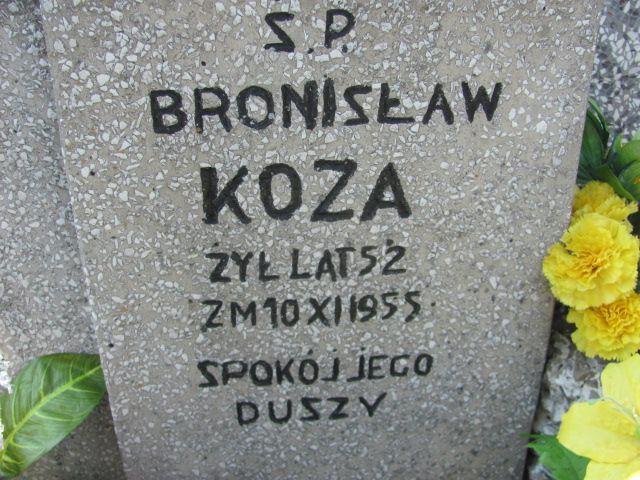 Ś.P.
BRONISŁAW
KOZA
ŻYŁ LAT 52
ZM 10 XI 1955
SPOKÓJ JEGO
DUSZY